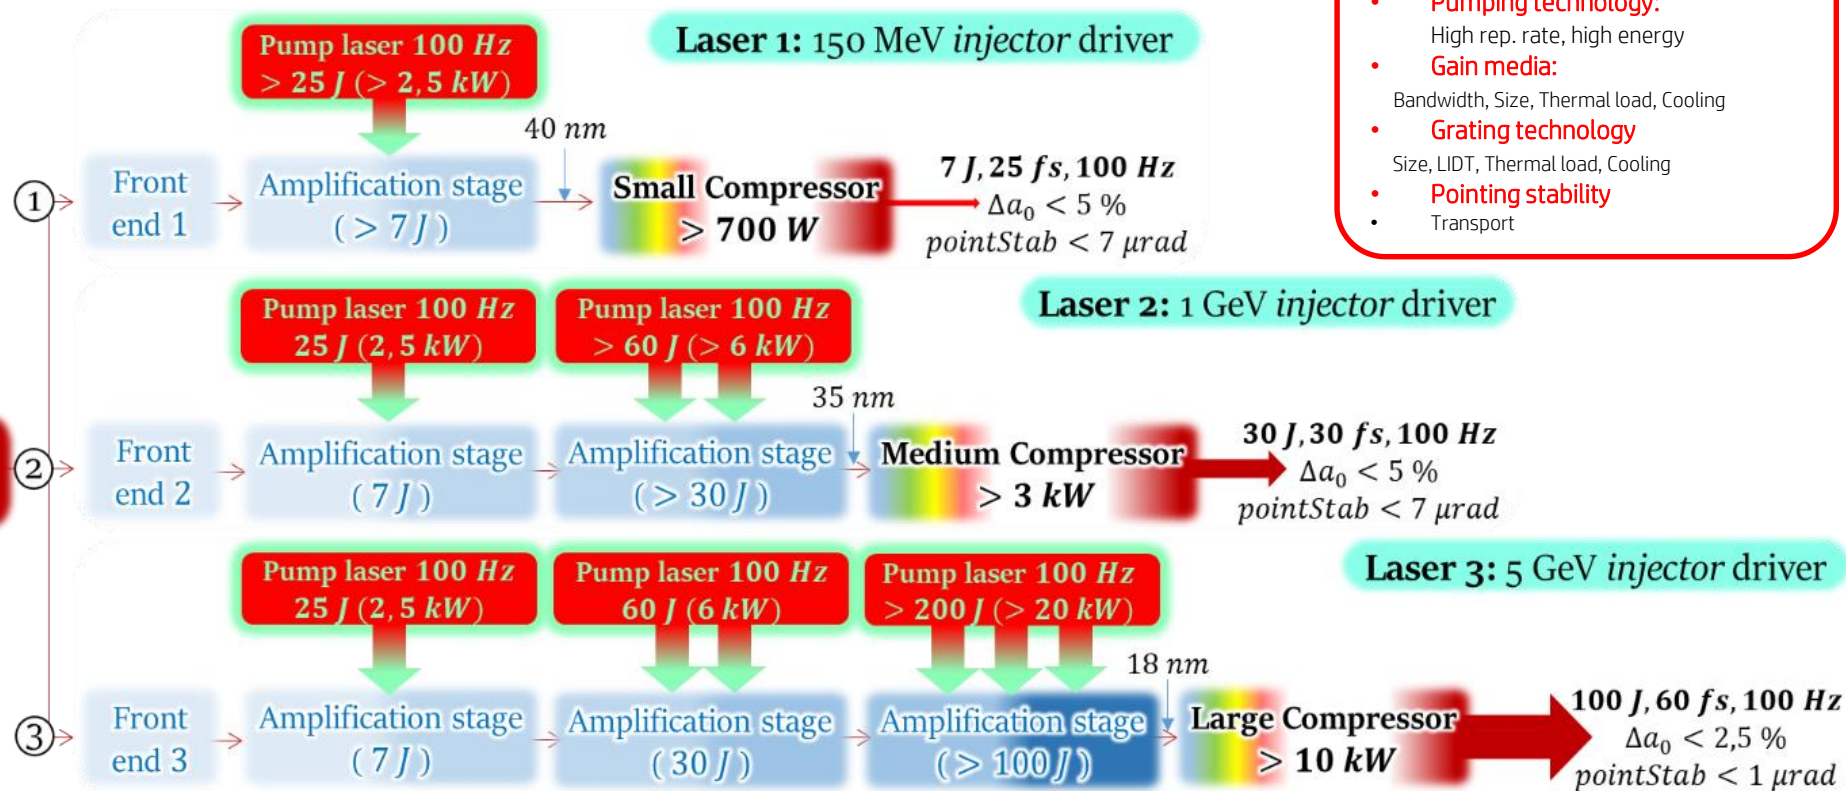 Pumping technology:
High rep. rate, high energy
Gain media:
Bandwidth, Size, Thermal load, Cooling
Grating technology
Size, LIDT, Thermal load, Cooling
Pointing stability
Transport
Laser 1: 150 MeV injector driver
Pump laser 100 Hz
> 25 J (> 2,5 kW)
40 nm
1
Front
end 1
Amplification stage
( > 7 J )
Small Compressor
> 700 W
7 J, 25 fs, 100 Hz
Δa₀ < 5 %
pointStab < 7 μrad
Laser 2: 1 GeV injector driver
Pump laser 100 Hz
25 J (2,5 kW)
Pump laser 100 Hz
> 60 J (> 6 kW)
35 nm
2
Front
end 2
Amplification stage
( 7 J )
Amplification stage
( > 30 J )
Medium Compressor
> 3 kW
30 J, 30 fs, 100 Hz
Δa₀ < 5 %
pointStab < 7 μrad
Laser 3: 5 GeV injector driver
Pump laser 100 Hz
25 J (2,5 kW)
Pump laser 100 Hz
60 J (6 kW)
Pump laser 100 Hz
> 200 J (> 20 kW)
18 nm
3
Front
end 3
Amplification stage
( 7 J )
Amplification stage
( 30 J )
Amplification stage
( > 100 J )
Large Compressor
> 10 kW
100 J, 60 fs, 100 Hz
Δa₀ < 2,5 %
pointStab < 1 μrad